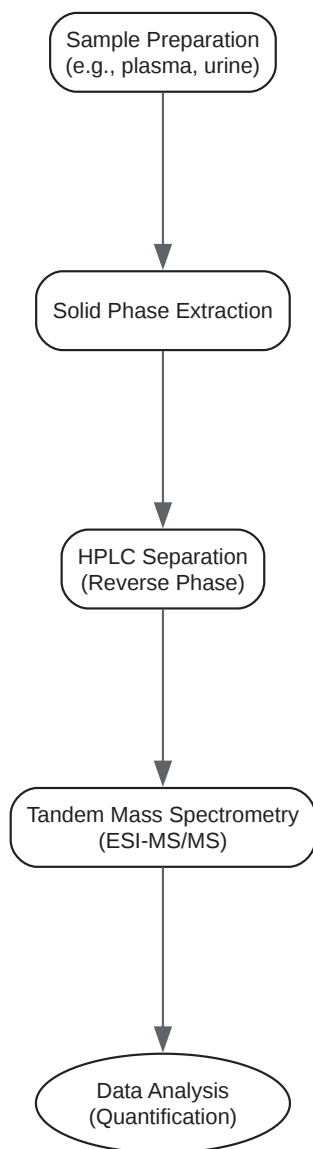 Sample Preparation
(e.g., plasma, urine)
Solid Phase Extraction
HPLC Separation
(Reverse Phase)
Tandem Mass Spectrometry
(ESI-MS/MS)
Data Analysis
(Quantification)